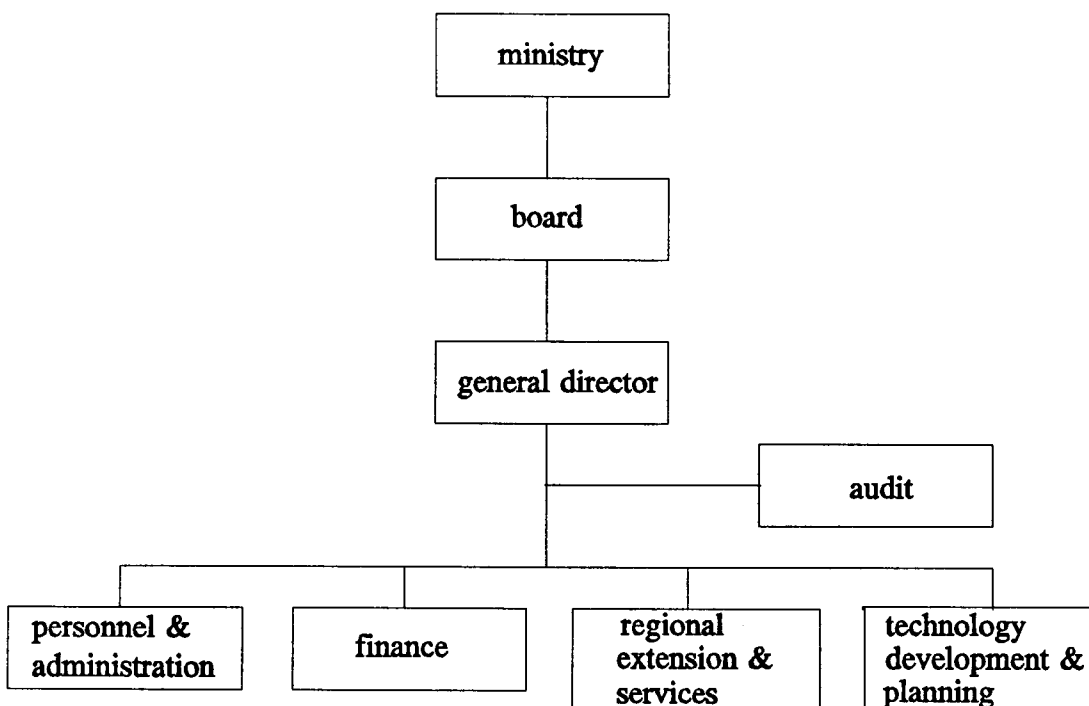 ministry
board
general director
audit
personnel &
administration
finance
regional
extension &
services
technology
development &
planning